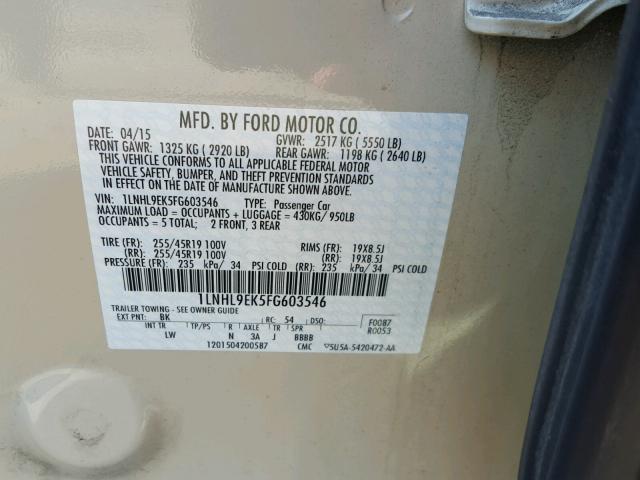 MFD. BY FORD MOTOR CO.
DATE: 04/15 GVWR: 2517 KG ( 5550 LB)
FRONT GAWR: 1325 KG ( 2920 LB) REAR GAWR: 1198 KG ( 2640 LB)
THIS VEHICLE CONFORMS TO ALL APPLICABLE FEDERAL MOTOR
VEHICLE SAFETY, BUMPER, AND THEFT PREVENTION STANDARDS
IN EFFECT ON THE DATE OF MANUFACTURE SHOWN ABOVE.
VIN: 1LNHL9EK5FG603546 TYPE: Passenger Car
MAXIMUM LOAD = OCCUPANTS + LUGGAGE = 430KG/ 950LB
OCCUPANTS = 5 TOTAL; 2 FRONT, 3 REAR
TIRE (FR): 255/45R19 100V RIMS (FR): 19X8.5J
(RR): 255/45R19 100V (RR): 19X8.5J
PRESSURE (FR): 235 kPa/ 34 PSI COLD (RR): 235 kPa/ 34 PSI COLD
1LNHL9EK5FG603546
TRAILER TOWING - SEE OWNER GUIDE
EXT PNT: BK RC: 54 DSO: F0087
R0053
INT TR TP/PS R AXLE TR SPR
LW N 3A J BBBB
1201504200587 CMC 5U5A-5420472-AA